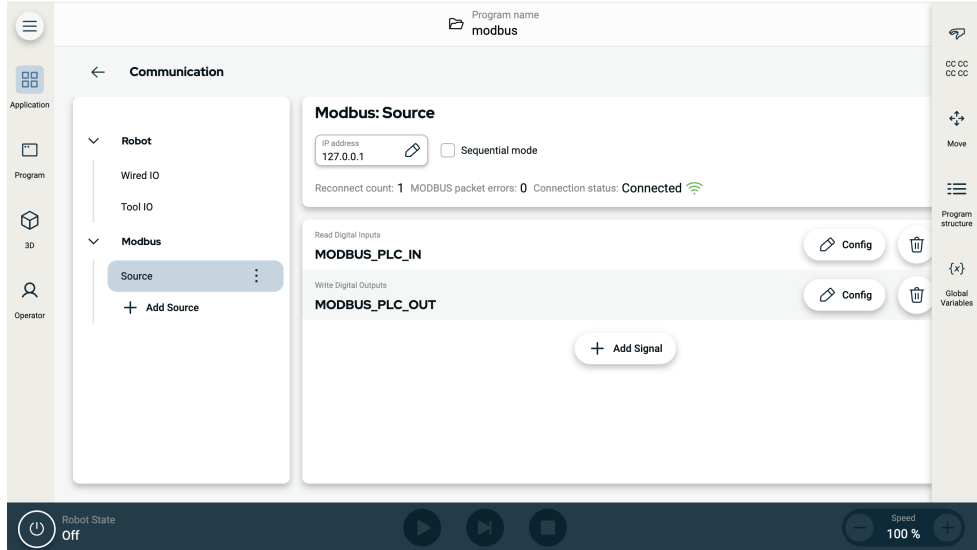 Program name
modbus
Application
Program
3D
Operator
Communication
Robot
Wired IO
Tool IO
Modbus
Source
Add Source
Modbus: Source
IP address
127.0.0.1
Sequential mode
Reconnect count: 1 MODBUS packet errors: 0 Connection status: Connected
Read Digital Inputs
MODBUS_PLC_IN
Config
Write Digital Outputs
MODBUS_PLC_OUT
Config
Add Signal
CC CC
CC CC
Move
Program
structure
{x}
Global
Variables
Robot State
Off
Speed
100 %